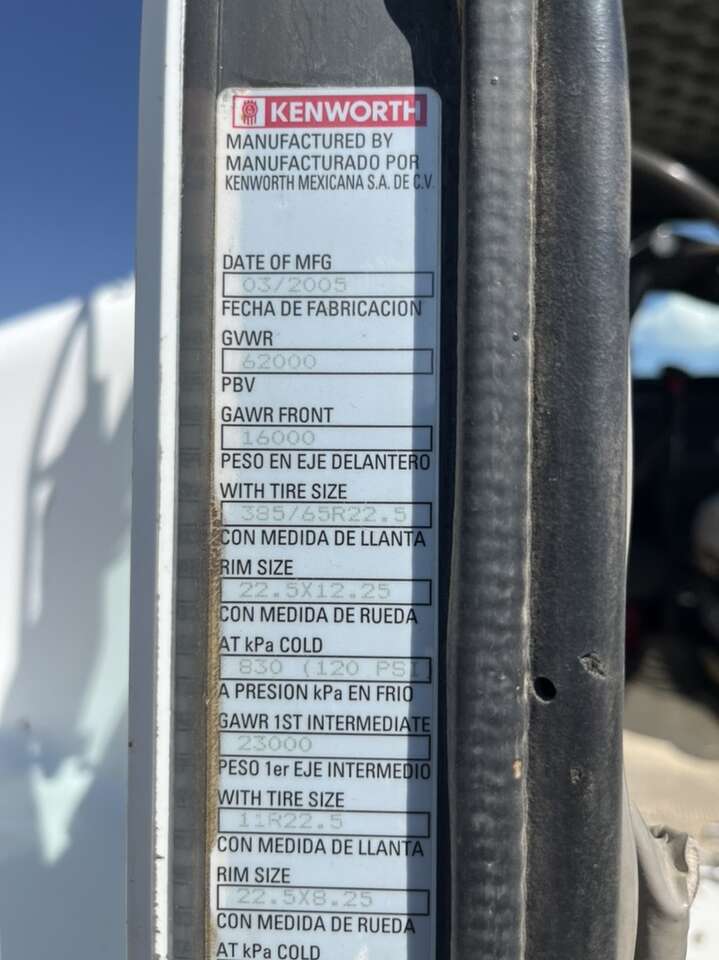 KENWORTH
MANUFACTURED BY
MANUFACTURADO POR
KENWORTH MEXICANA S.A. DE C.V.
DATE OF MFG
03/2005
FECHA DE FABRICACION
GVWR
62000
PBV
GAWR FRONT
16000
PESO EN EJE DELANTERO
WITH TIRE SIZE
385/65R22.5
CON MEDIDA DE LLANTA
RIM SIZE
22.5X12.25
CON MEDIDA DE RUEDA
AT kPa COLD
830 (120 PSI
A PRESION kPa EN FRIO
GAWR 1ST INTERMEDIATE
23000
PESO 1er EJE INTERMEDIO
WITH TIRE SIZE
11R22.5
CON MEDIDA DE LLANTA
RIM SIZE
22.5X8.25
CON MEDIDA DE RUEDA
AT kPa COLD